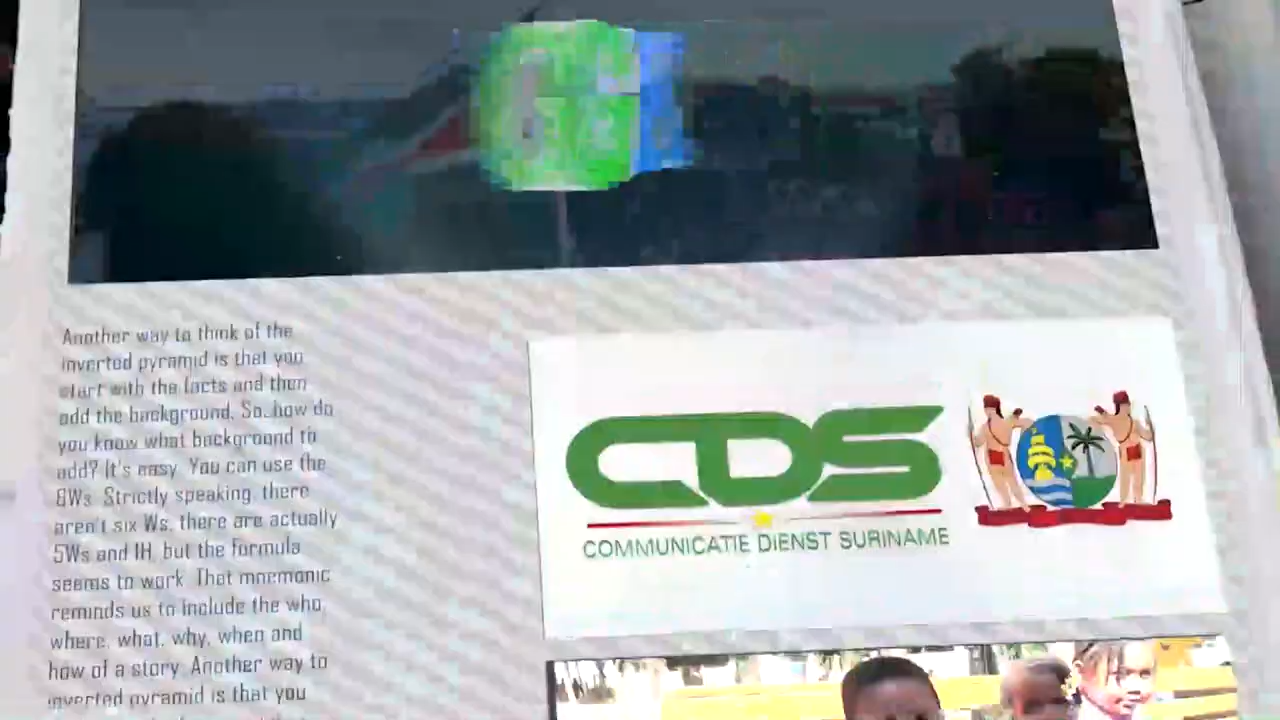 Another way to think of the
inverted pyramid is that you
start with the facts and then
add the background. So, how do
you know what background to
add? It's easy. You can use the
6Ws. Strictly speaking, there
aren't six Ws, there are actually
5Ws and 1H, but the formula
seems to work. That mnemonic
reminds us to include the who,
where, what, why, when and
how of a story. Another way to
inverted pyramid is that you
CDS
COMMUNICATIE DIENST SURINAME